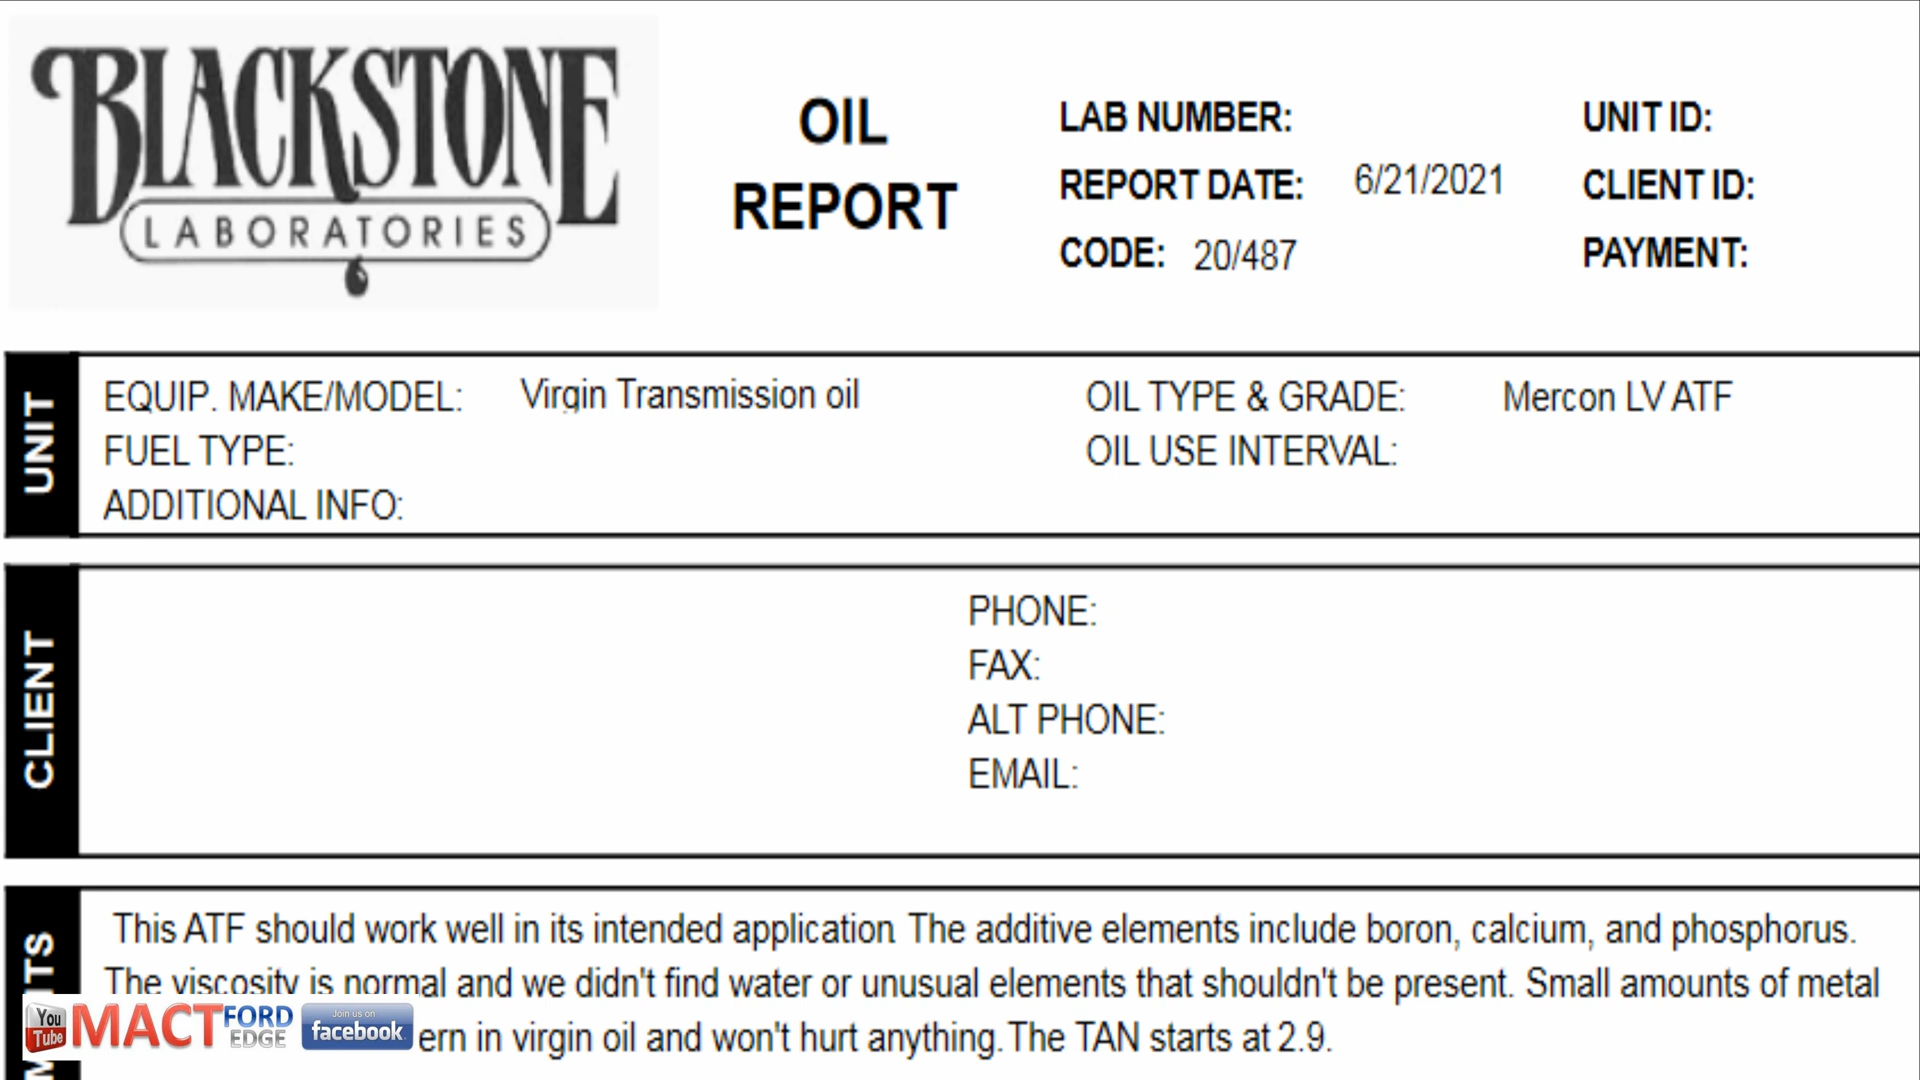 BLACKSTONE
LABORATORIES
OIL
REPORT
LAB NUMBER:
REPORT DATE: 6/21/2021
CODE: 20/487
UNIT ID:
CLIENT ID:
PAYMENT:
UNIT
EQUIP. MAKE/MODEL: Virgin Transmission oil
FUEL TYPE:
ADDITIONAL INFO:
OIL TYPE & GRADE: Mercon LV ATF
OIL USE INTERVAL:
CLIENT
PHONE:
FAX:
ALT PHONE:
EMAIL:
This ATF should work well in its intended application The additive elements include boron, calcium, and phosphorus.
The viscosity is normal and we didn't find water or unusual elements that shouldn't be present. Small amounts of metal
ern in virgin oil and won't hurt anything. The TAN starts at 2.9.
You Tube MACT FORD EDGE
Join us on facebook